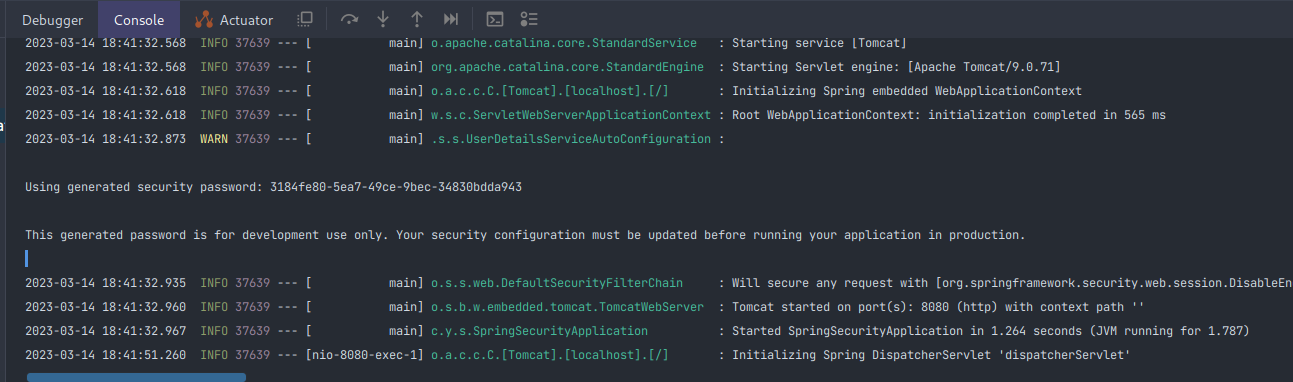 Debugger Console Actuator
2023-03-14 18:41:32.568  INFO 37639 --- [           main] o.apache.catalina.core.StandardService   : Starting service [Tomcat]
2023-03-14 18:41:32.568  INFO 37639 --- [           main] org.apache.catalina.core.StandardEngine  : Starting Servlet engine: [Apache Tomcat/9.0.71]
2023-03-14 18:41:32.618  INFO 37639 --- [           main] o.a.c.c.C.[Tomcat].[localhost].[/]       : Initializing Spring embedded WebApplicationContext
2023-03-14 18:41:32.618  INFO 37639 --- [           main] w.s.c.ServletWebServerApplicationContext : Root WebApplicationContext: initialization completed in 565 ms
2023-03-14 18:41:32.873  WARN 37639 --- [           main] .s.s.UserDetailsServiceAutoConfiguration :
Using generated security password: 3184fe80-5ea7-49ce-9bec-34830bdda943
This generated password is for development use only. Your security configuration must be updated before running your application in production.
2023-03-14 18:41:32.935  INFO 37639 --- [           main] o.s.s.web.DefaultSecurityFilterChain     : Will secure any request with [org.springframework.security.web.session.DisableEn
2023-03-14 18:41:32.960  INFO 37639 --- [           main] o.s.b.w.embedded.tomcat.TomcatWebServer  : Tomcat started on port(s): 8080 (http) with context path ''
2023-03-14 18:41:32.967  INFO 37639 --- [           main] c.y.s.SpringSecurityApplication          : Started SpringSecurityApplication in 1.264 seconds (JVM running for 1.787)
2023-03-14 18:41:51.260  INFO 37639 --- [nio-8080-exec-1] o.a.c.c.C.[Tomcat].[localhost].[/]       : Initializing Spring DispatcherServlet 'dispatcherServlet'